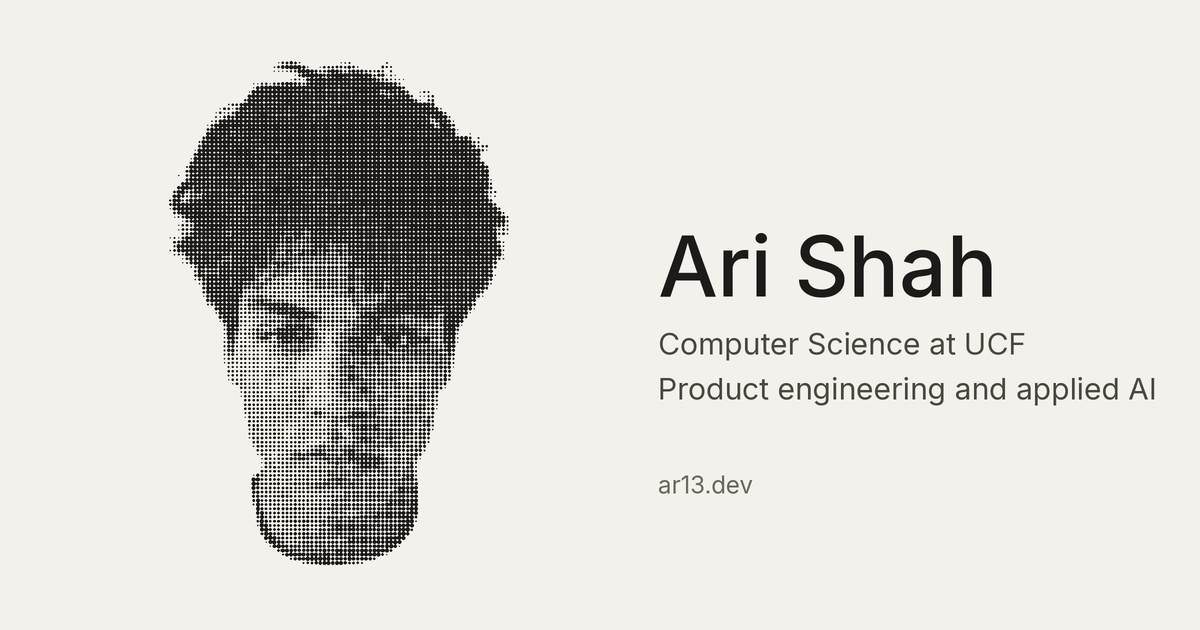 Ari Shah
Computer Science at UCF
Product engineering and applied AI
ar13.dev